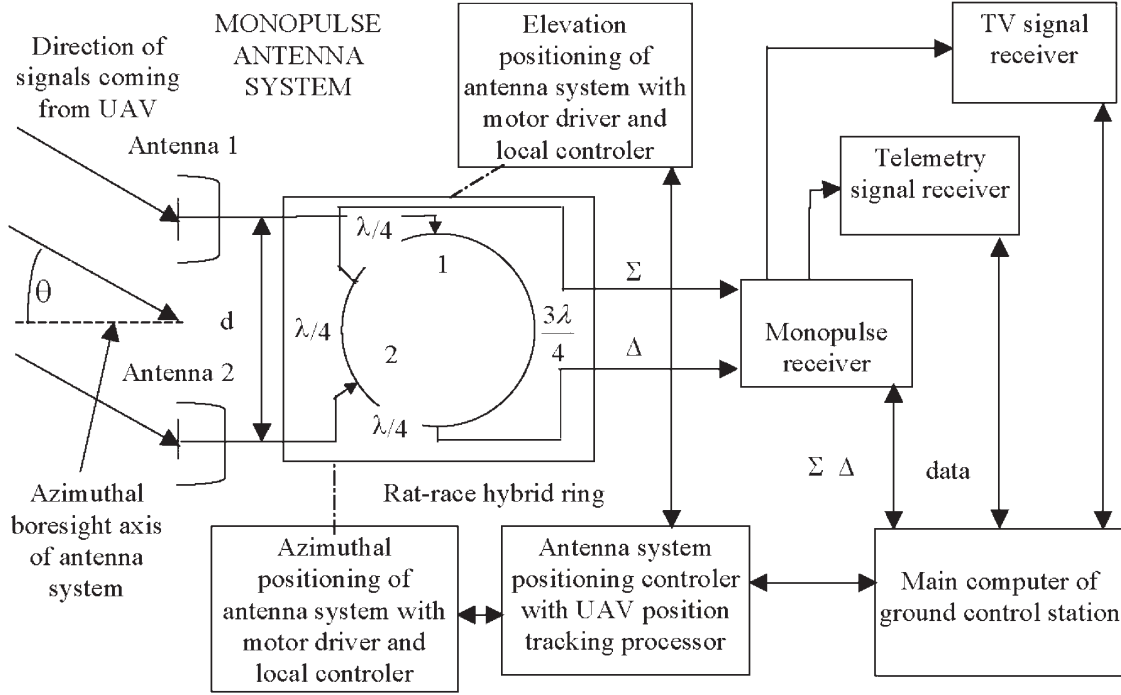 MONOPULSE
ANTENNA
SYSTEM
Direction of
signals coming
from UAV
Elevation
positioning of
antenna system with
motor driver and
local controler
TV signal
receiver
Antenna 1
Telemetry
signal receiver
λ/4
1
θ
d
λ/4
2
3λ
4
Σ
Δ
Monopulse
receiver
Antenna 2
λ/4
Σ Δ
data
Rat-race hybrid ring
Azimuthal
boresight axis
of antenna
system
Azimuthal
positioning of
antenna system with
motor driver and
local controler
Antenna system
positioning controler
with UAV position
tracking processor
Main computer of
ground control station